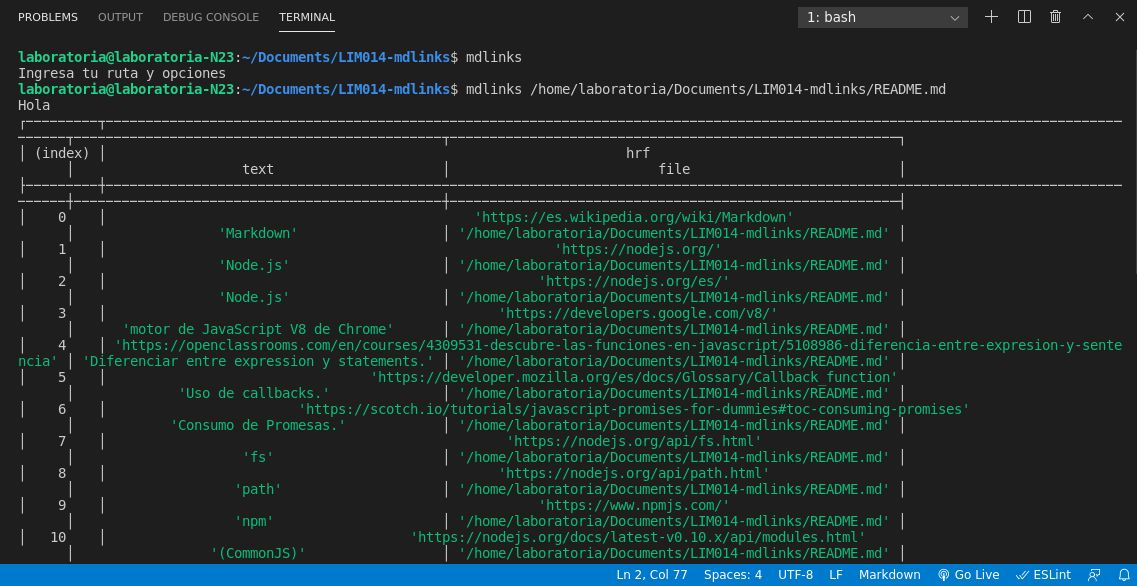 PROBLEMS OUTPUT DEBUG CONSOLE TERMINAL 1: bash
laboratoria@laboratoria-N23:~/Documents/LIM014-mdlinks$ mdlinks
Ingresa tu ruta y opciones
laboratoria@laboratoria-N23:~/Documents/LIM014-mdlinks$ mdlinks /home/laboratoria/Documents/LIM014-mdlinks/README.md
Hola
(index) hrf
text file
0 'https://es.wikipedia.org/wiki/Markdown'
'Markdown' '/home/laboratoria/Documents/LIM014-mdlinks/README.md'
1 'https://nodejs.org/'
'Node.js' '/home/laboratoria/Documents/LIM014-mdlinks/README.md'
2 'https://nodejs.org/es/'
'Node.js' '/home/laboratoria/Documents/LIM014-mdlinks/README.md'
3 'https://developers.google.com/v8/'
'motor de JavaScript V8 de Chrome' '/home/laboratoria/Documents/LIM014-mdlinks/README.md'
4 'https://openclassrooms.com/en/courses/4309531-descubre-las-funciones-en-javascript/5108986-diferencia-entre-expresion-y-sente
ncia' 'Diferenciar entre expression y statements.' '/home/laboratoria/Documents/LIM014-mdlinks/README.md'
5 'https://developer.mozilla.org/es/docs/Glossary/Callback_function'
'Uso de callbacks.' '/home/laboratoria/Documents/LIM014-mdlinks/README.md'
6 'https://scotch.io/tutorials/javascript-promises-for-dummies#toc-consuming-promises'
'Consumo de Promesas.' '/home/laboratoria/Documents/LIM014-mdlinks/README.md'
7 'https://nodejs.org/api/fs.html'
'fs' '/home/laboratoria/Documents/LIM014-mdlinks/README.md'
8 'https://nodejs.org/api/path.html'
'path' '/home/laboratoria/Documents/LIM014-mdlinks/README.md'
9 'https://www.npmjs.com/'
'npm' '/home/laboratoria/Documents/LIM014-mdlinks/README.md'
10 'https://nodejs.org/docs/latest-v0.10.x/api/modules.html'
'(CommonJS)' '/home/laboratoria/Documents/LIM014-mdlinks/README.md'
Ln 2, Col 77 Spaces: 4 UTF-8 LF Markdown Go Live ESLint